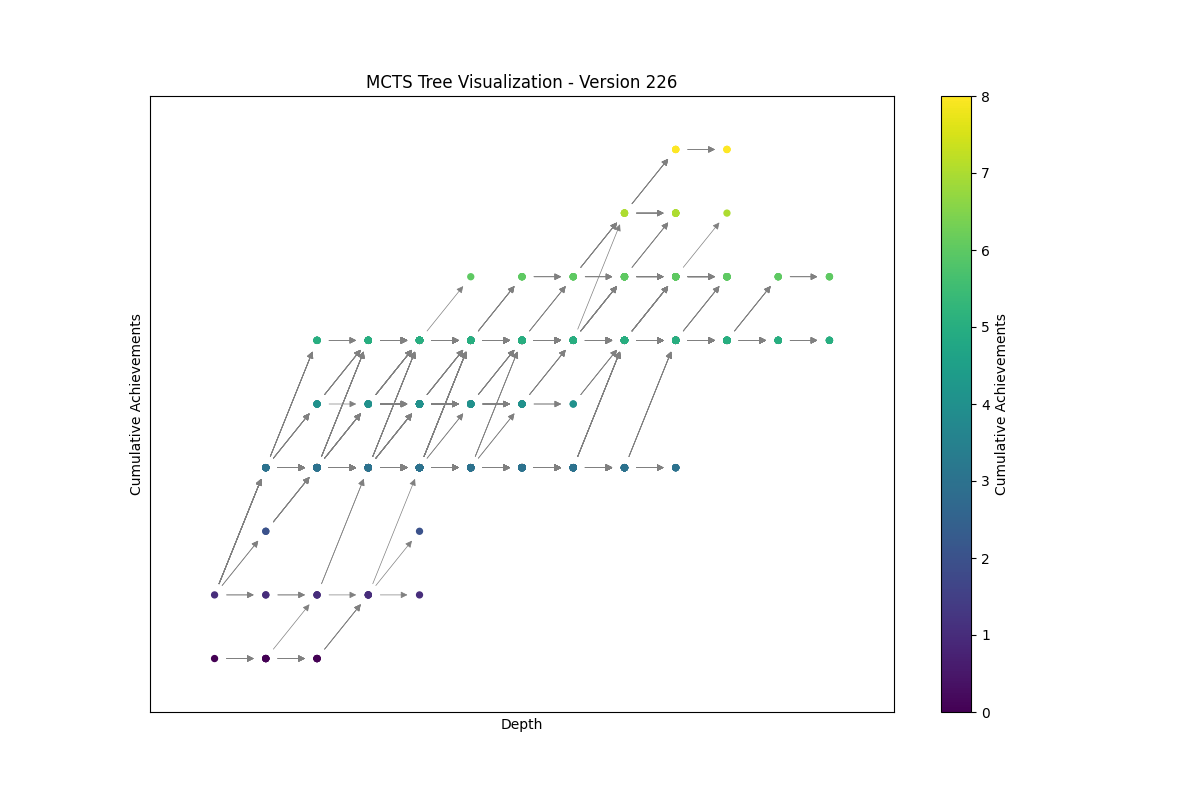 MCTS Tree Visualization - Version 226
Cumulative Achievements
Depth
8
7
6
5
4
3
2
1
0
Cumulative Achievements